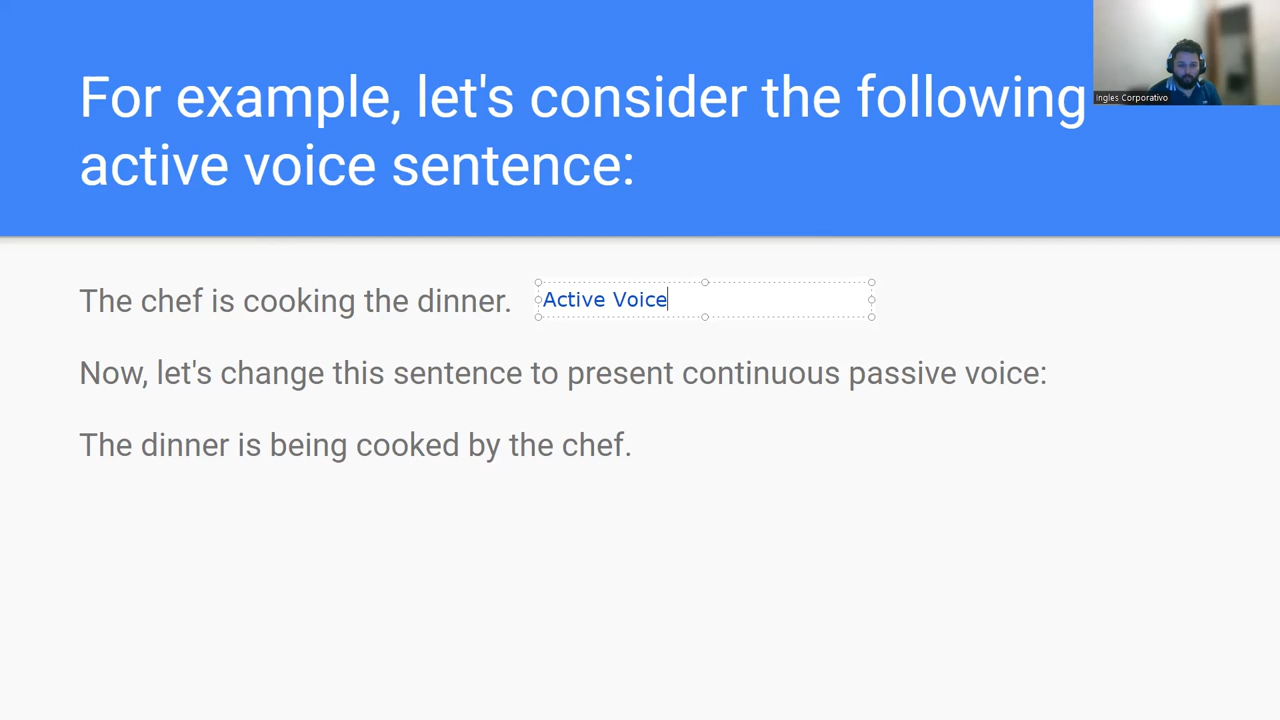 For example, let's consider the following
active voice sentence:
Ingles Corporativo
The chef is cooking the dinner. Active Voice
Now, let's change this sentence to present continuous passive voice:
The dinner is being cooked by the chef.